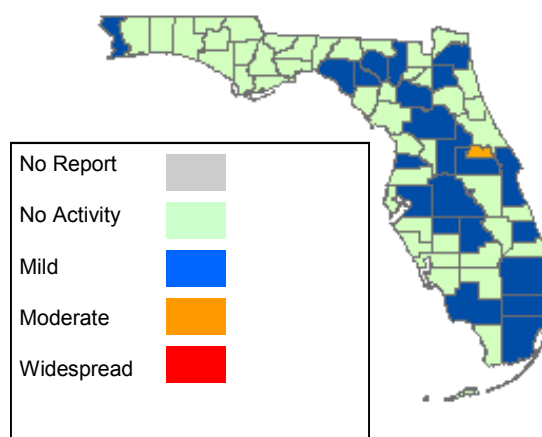 No Report
No Activity
Mild
Moderate
Widespread